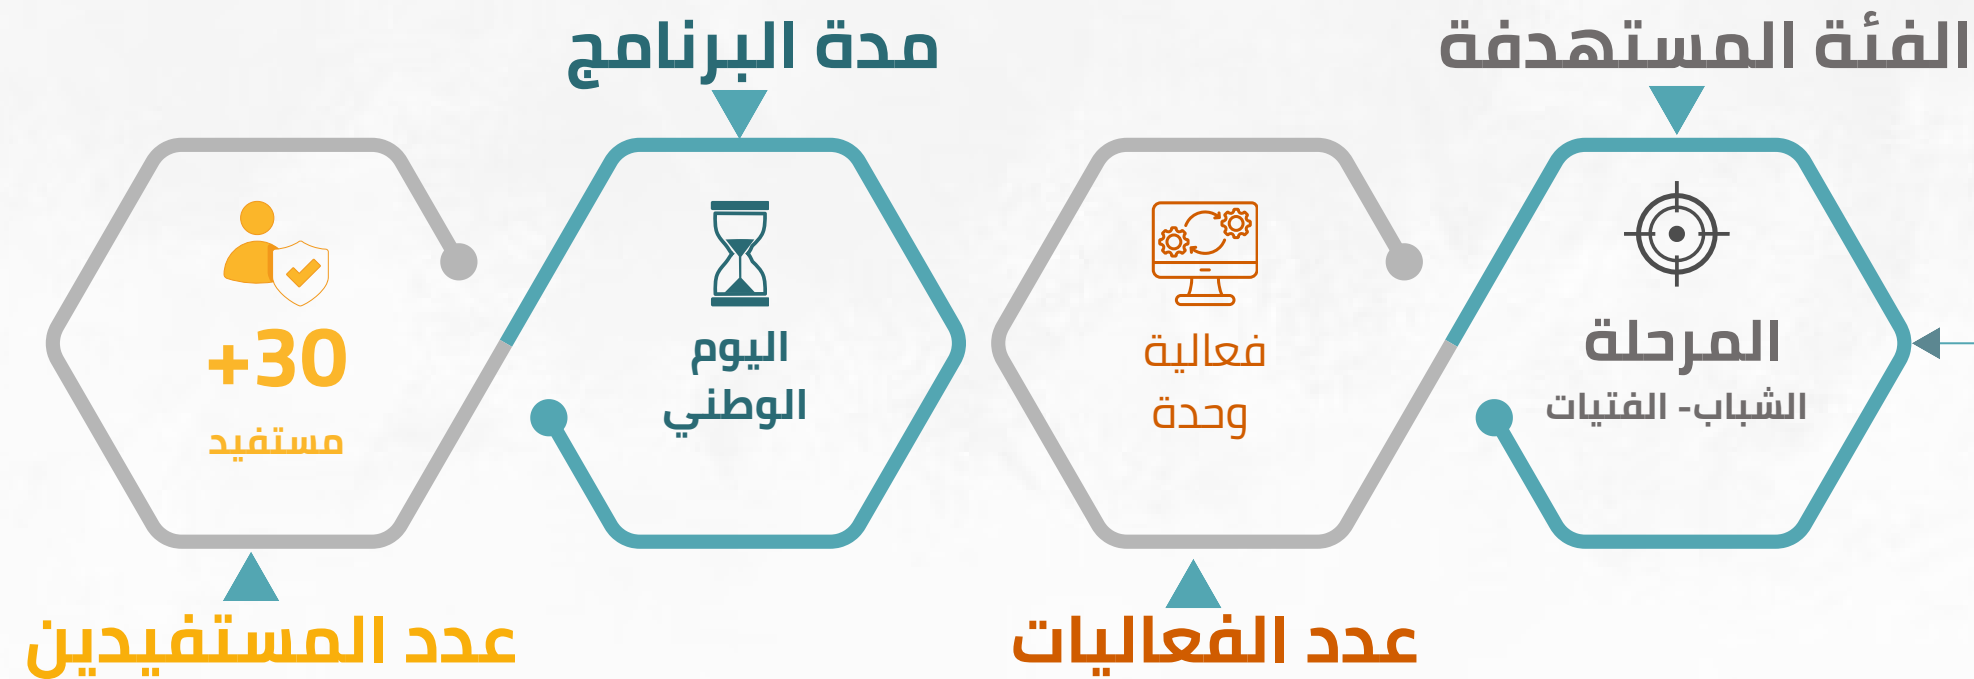 الفئة المستهدفة
المرحلة
الشباب- الفتيات
فعالية
وحدة
عدد الفعاليات
مدة البرنامج
اليوم
الوطني
+30
مستفيد
عدد المستفيدين